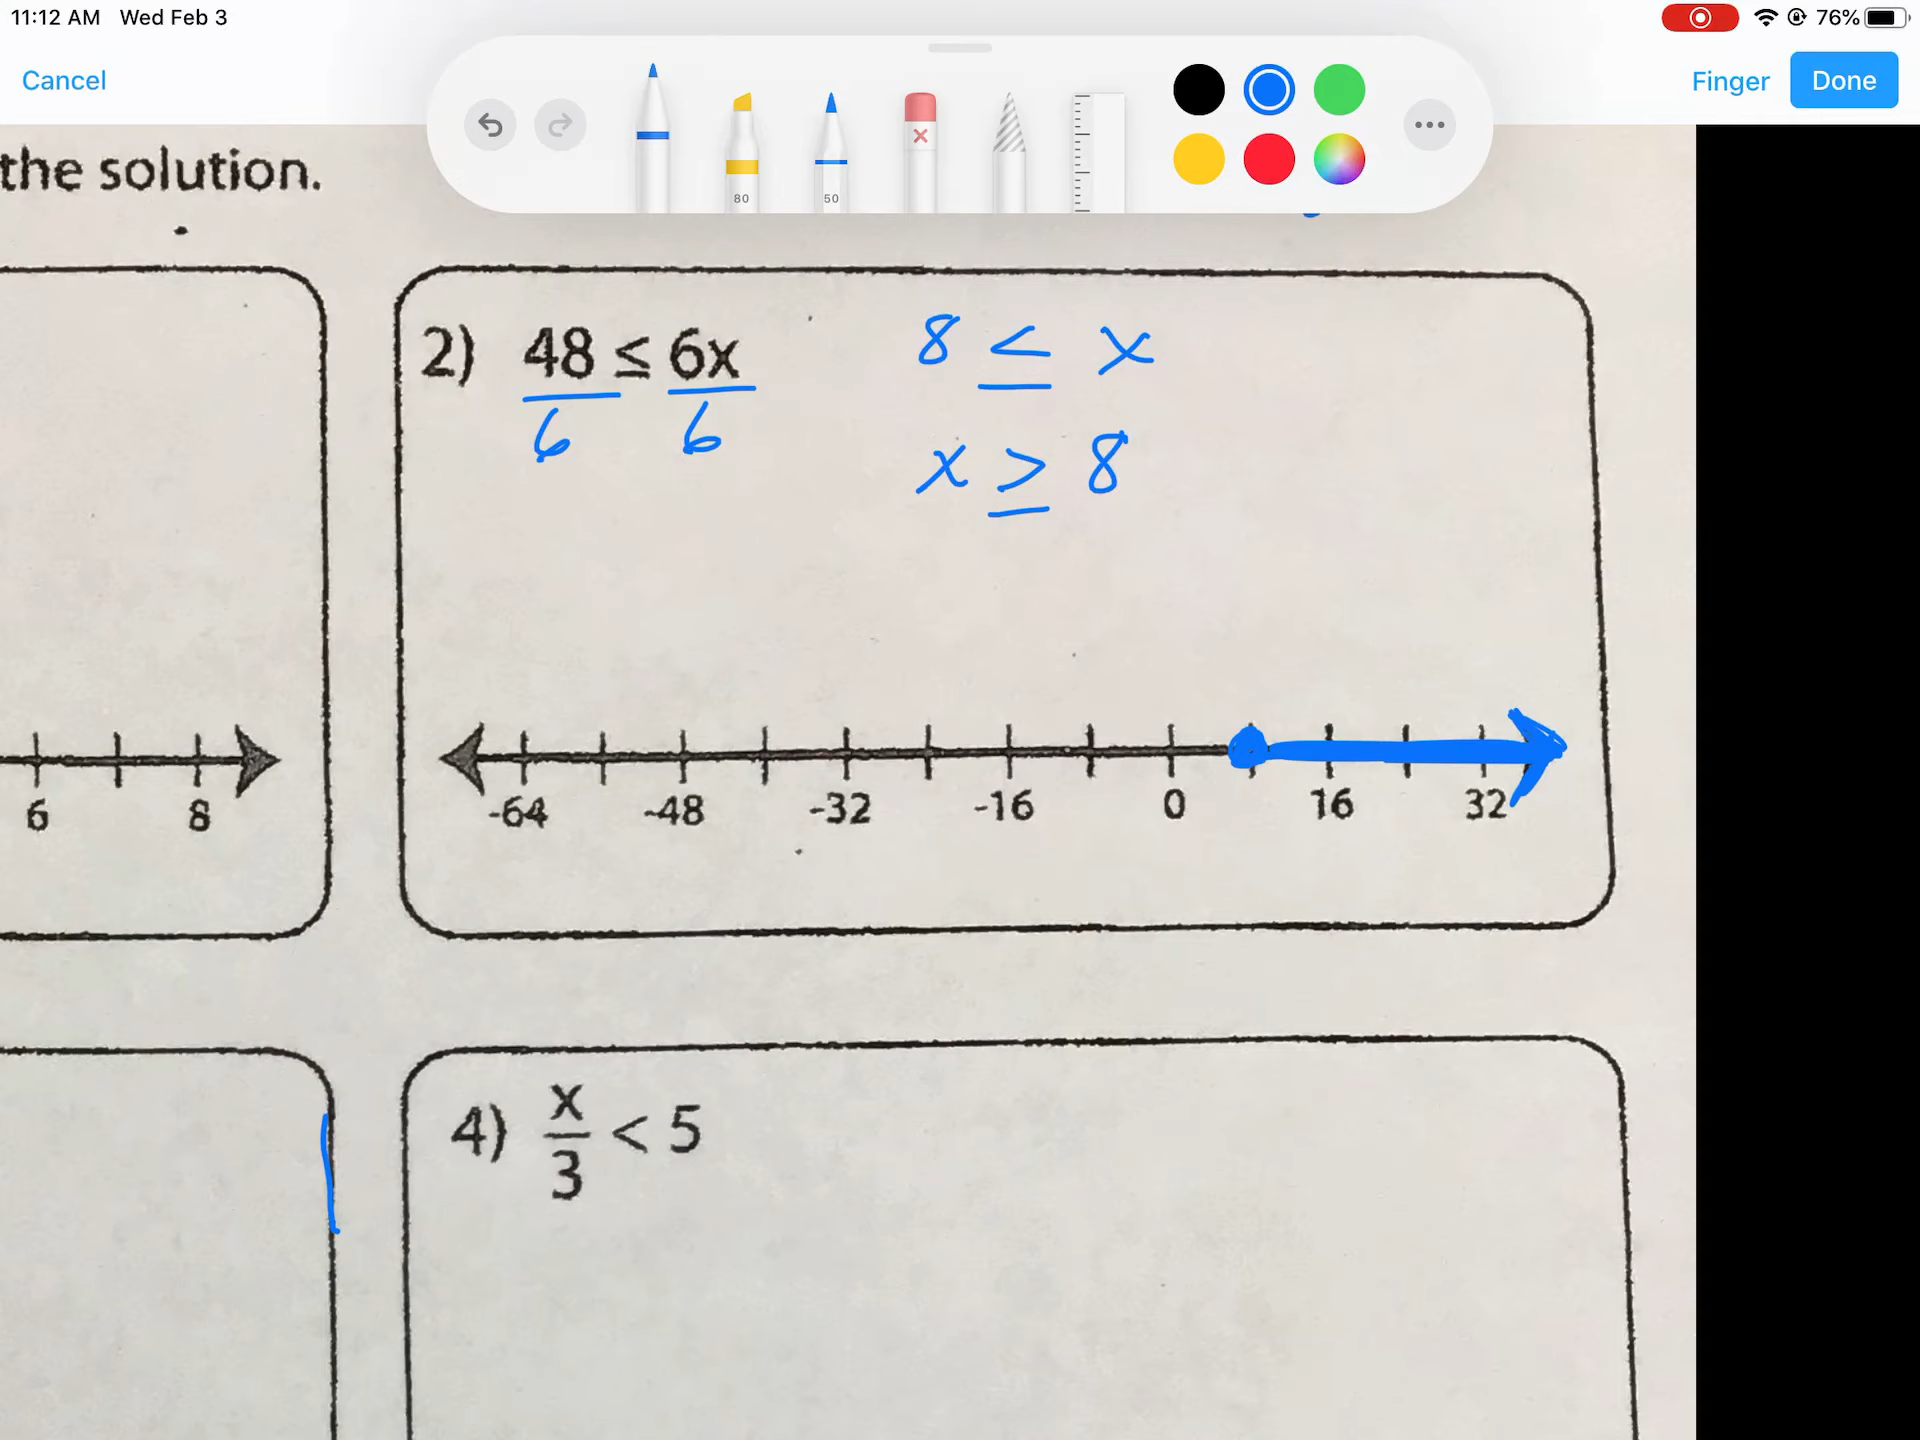 11:12 AM Wed Feb 3
76%
Cancel
80
50
Finger
Done
the solution.
2) 48 ≤ 6x
6 6
8 ≤ x
x ≥ 8
6 8
-64 -48 -32 -16 0 16 32
4) x/3 < 5